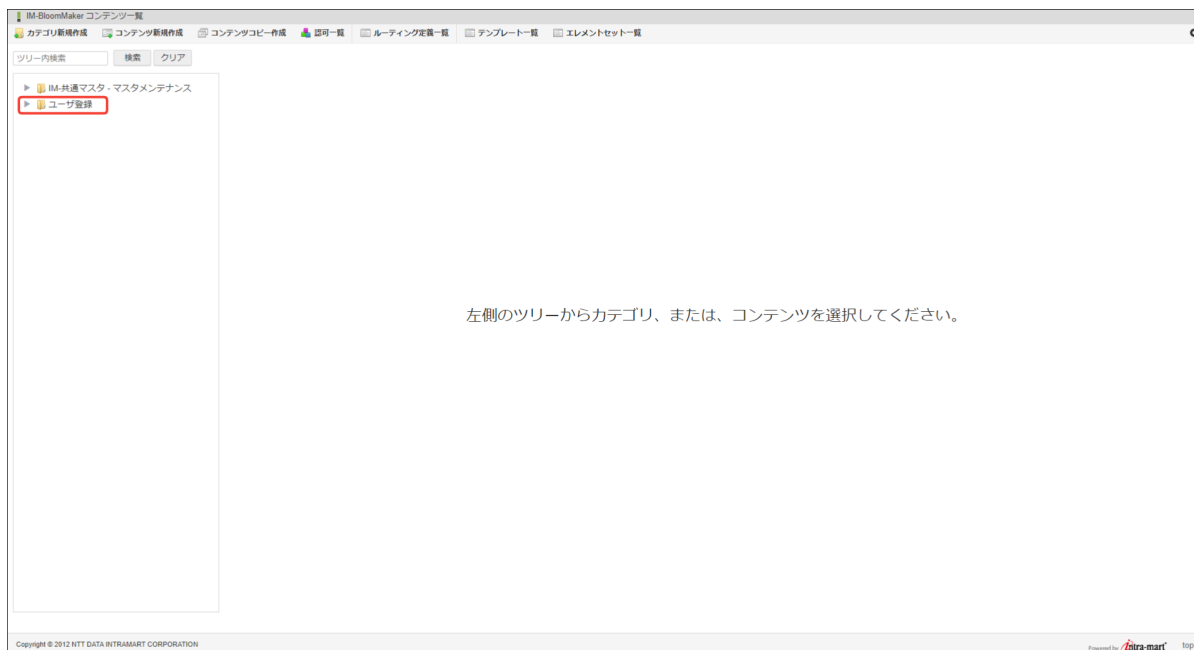 IM-BloomMaker コンテンツ一覧
カテゴリ新規作成 コンテンツ新規作成 コンテンツコピー作成 認可一覧 ルーティング定義一覧 テンプレート一覧 エレメントセット一覧
ツリー内検索 検索 クリア
IM-共通マスタ - マスタメンテナンス
ユーザ登録
左側のツリーからカテゴリ、または、コンテンツを選択してください。
Copyright © 2012 NTT DATA INTRAMART CORPORATION
Powered by intra-mart top